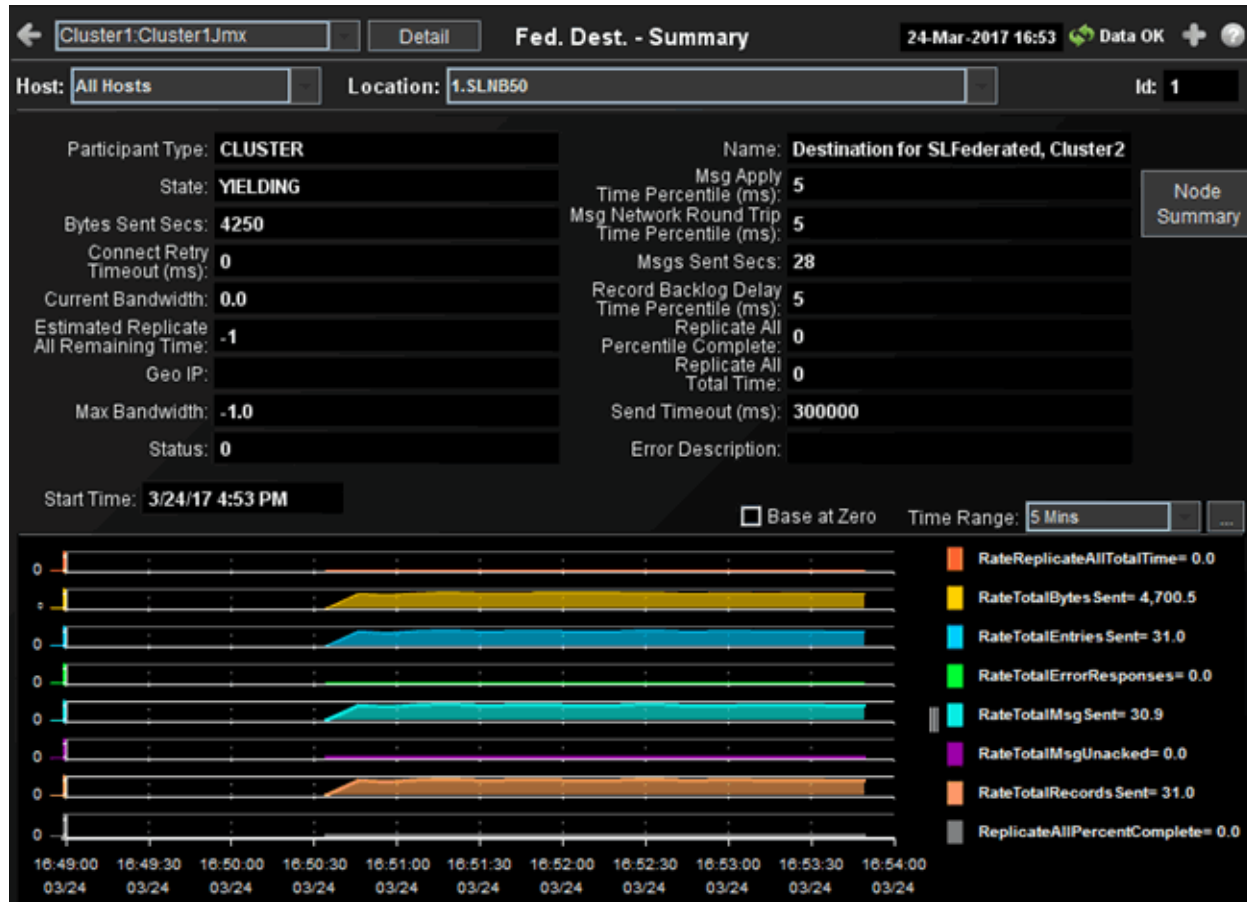 Cluster1:Cluster1Jmx Detail Fed. Dest. - Summary 24-Mar-2017 16:53 Data OK
Host: All Hosts Location: 1.SLNB50 Id: 1
Participant Type: CLUSTER
State: YIELDING
Bytes Sent Secs: 4250
Connect Retry
Timeout (ms): 0
Current Bandwidth: 0.0
Estimated Replicate
All Remaining Time: -1
Geo IP:
Max Bandwidth: -1.0
Status: 0
Name: Destination for SLFederated, Cluster2
Msg Apply
Time Percentile (ms): 5
Msg Network Round Trip
Time Percentile (ms): 5
Msgs Sent Secs: 28
Record Backlog Delay
Time Percentile (ms): 5
Replicate All
Percentile Complete: 0
Replicate All
Total Time: 0
Send Timeout (ms): 300000
Error Description:
Node
Summary
Start Time: 3/24/17 4:53 PM
Base at Zero Time Range: 5 Mins ...
0 RateReplicateAllTotalTime= 0.0
0 RateTotalBytesSent= 4,700.5
0 RateTotalEntriesSent= 31.0
0 RateTotalErrorResponses= 0.0
0 RateTotalMsgSent= 30.9
0 RateTotalMsgUnacked= 0.0
0 RateTotalRecordsSent= 31.0
0 ReplicateAllPercentComplete= 0.0
16:49:00 16:49:30 16:50:00 16:50:30 16:51:00 16:51:30 16:52:00 16:52:30 16:53:00 16:53:30 16:54:00
03/24 03/24 03/24 03/24 03/24 03/24 03/24 03/24 03/24 03/24 03/24